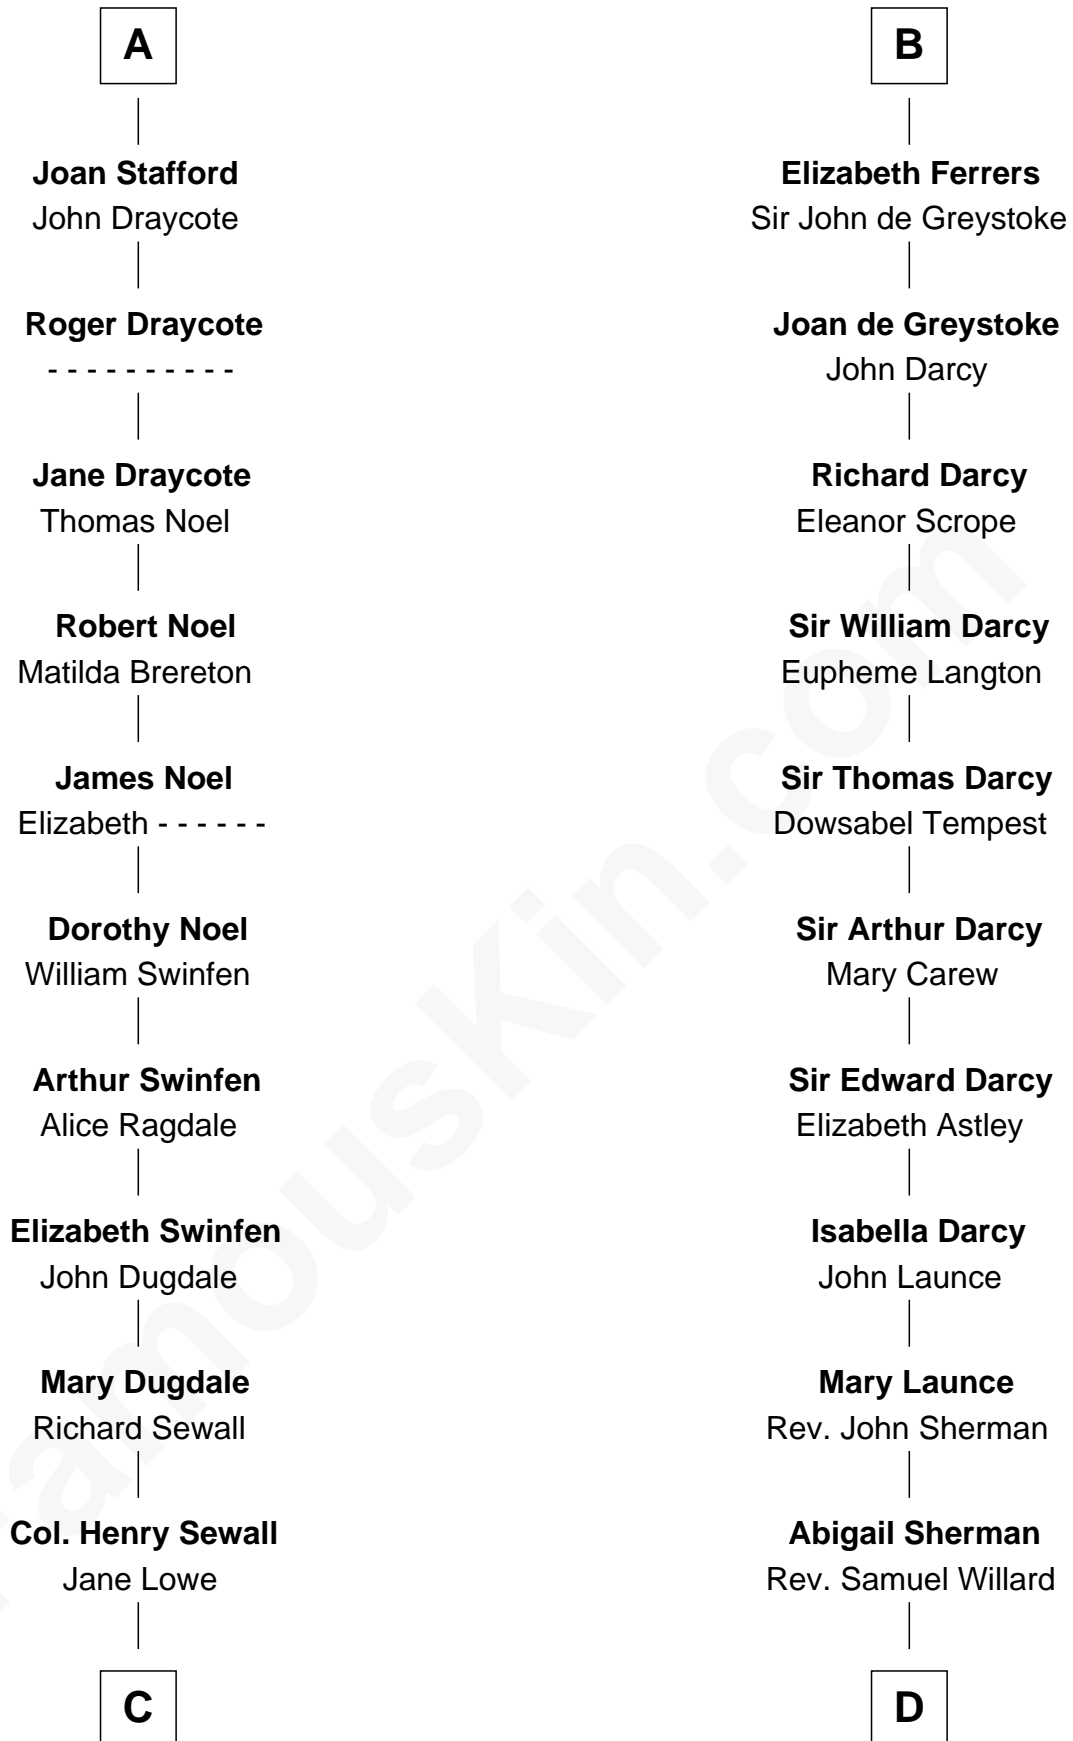 A
Joan Stafford
John Draycote
Roger Draycote
- - - - - - - - - -
Jane Draycote
Thomas Noel
Robert Noel
Matilda Brereton
James Noel
Elizabeth - - - - - -
Dorothy Noel
William Swinfen
Arthur Swinfen
Alice Ragdale
Elizabeth Swinfen
John Dugdale
Mary Dugdale
Richard Sewall
Col. Henry Sewall
Jane Lowe
C
B
Elizabeth Ferrers
Sir John de Greystoke
Joan de Greystoke
John Darcy
Richard Darcy
Eleanor Scrope
Sir William Darcy
Eupheme Langton
Sir Thomas Darcy
Dowsabel Tempest
Sir Arthur Darcy
Mary Carew
Sir Edward Darcy
Elizabeth Astley
Isabella Darcy
John Launce
Mary Launce
Rev. John Sherman
Abigail Sherman
Rev. Samuel Willard
D
FamousKin.com